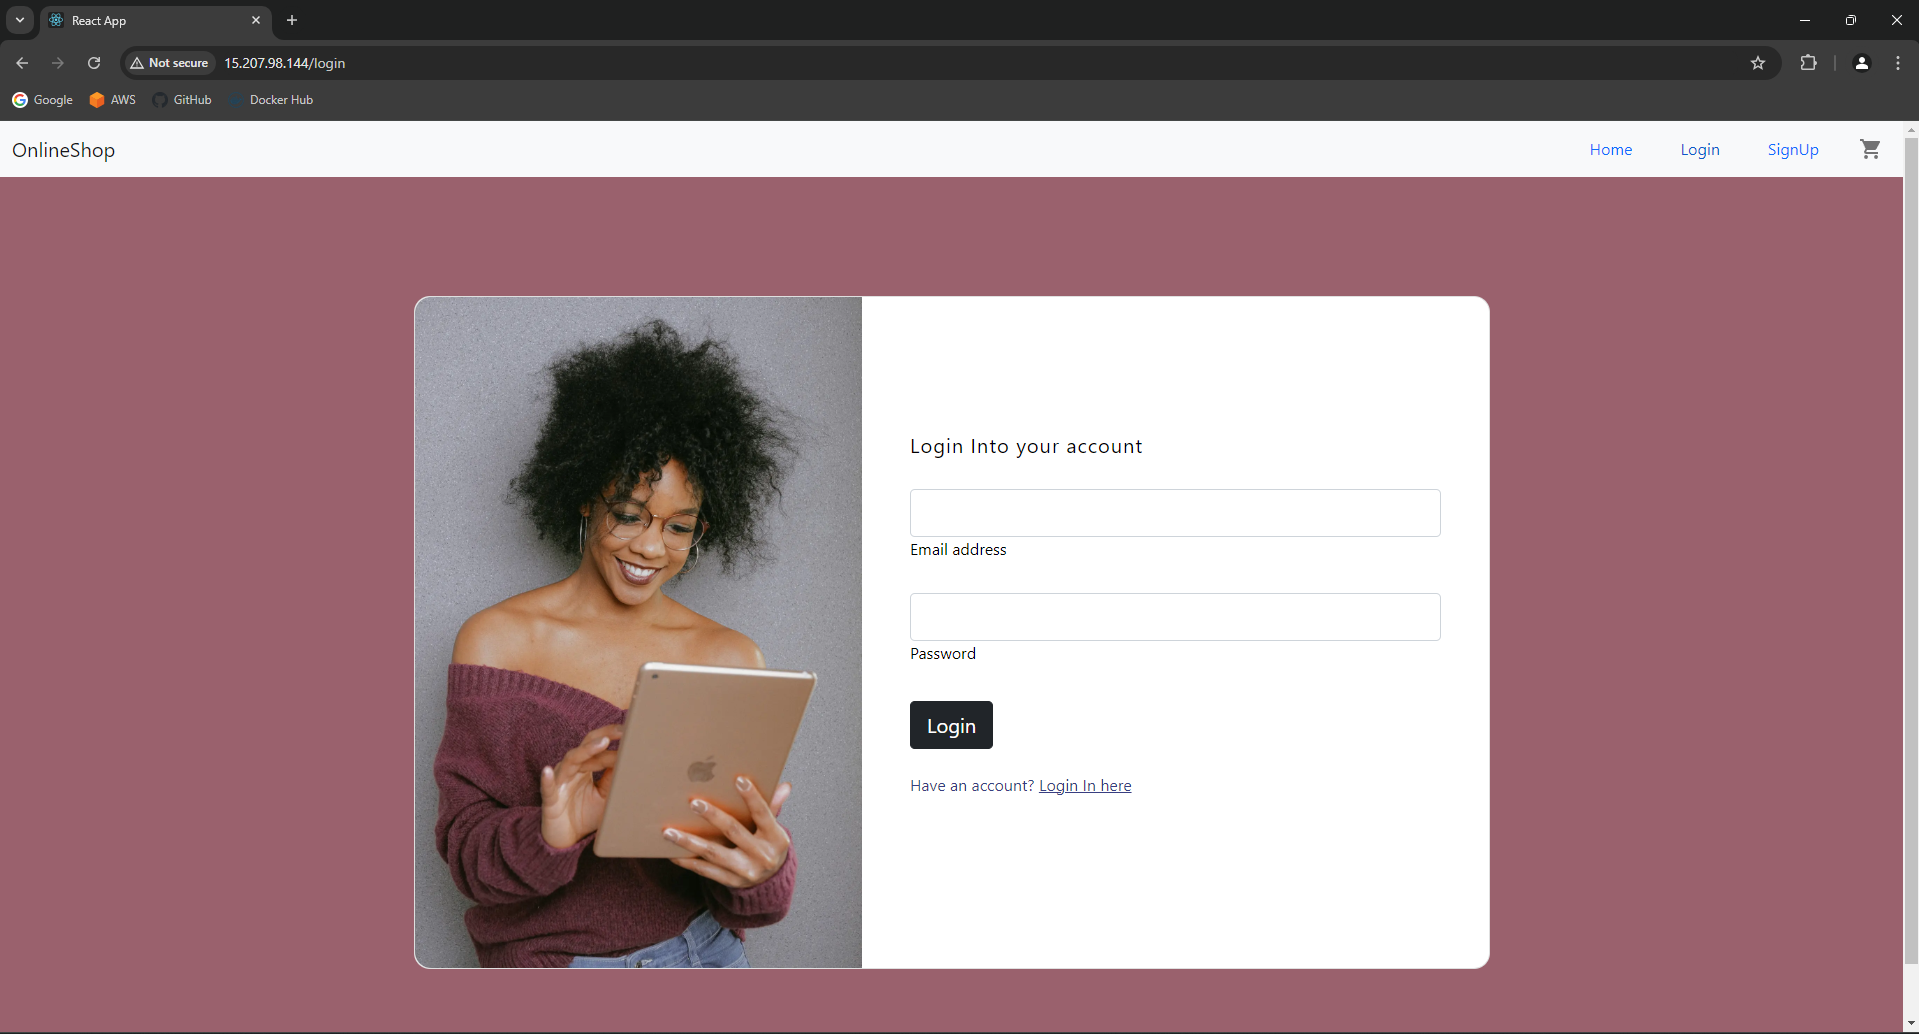 React App
Not secure 15.207.98.144/login
Google AWS GitHub Docker Hub
OnlineShop Home Login SignUp
Login Into your account
Email address
Password
Login
Have an account? Login In here